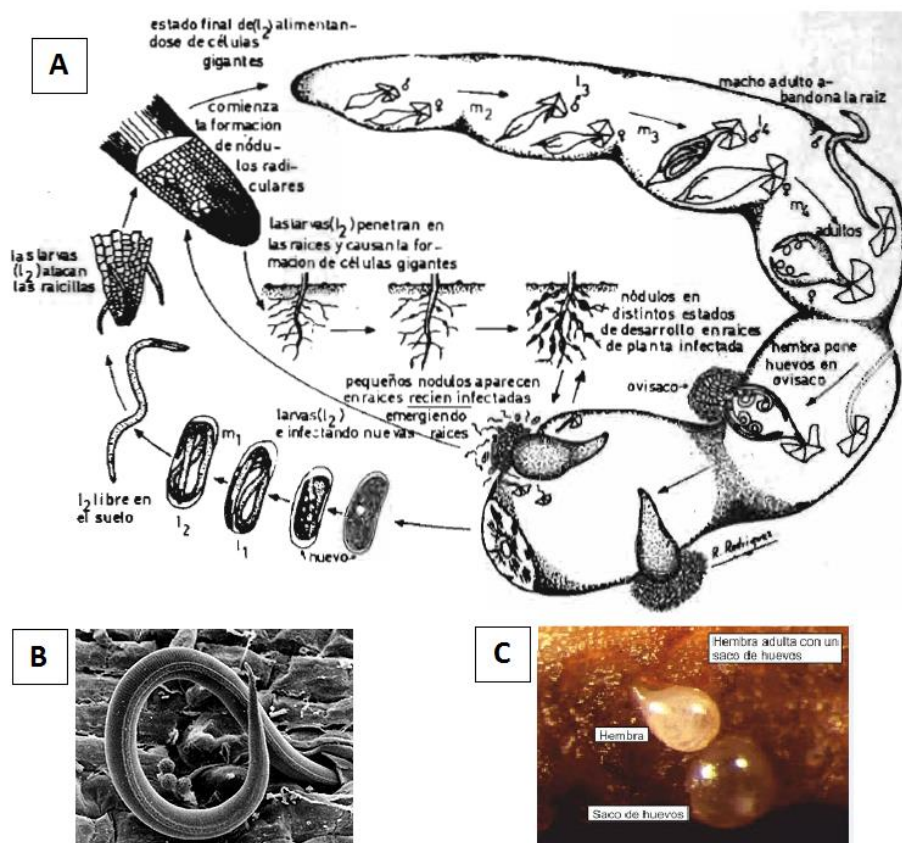 A
estado final de (l₂) alimentan-
dose de células
gigantes
comienza
la formación
de nódu-
los radi-
culares
las larvas
(l₂) atacan
las raicillas
las larvas (l₂) penetran en
las raices y causan la for-
macion de células gigantes
♂
♀
m₂
l₃
♂
♀
m₃
l₄
♂
♀
macho adulto a-
bandona la raiz
♂
m₄
adultos
♀
nódulos en
distintos estados
de desarrollo en raices
de planta infectada
hembra pone
huevos en
ovisaco
ovisaco
pequeños nodulos aparecen
en raices recien infectadas
larvas (l₂) emergiendo
e infectando nuevas raices
l₂ libre en
el suelo
m₁
l₂
l₁
huevo
R. Rodriguez
B
C
Hembra adulta con un
saco de huevos
Hembra
Saco de huevos